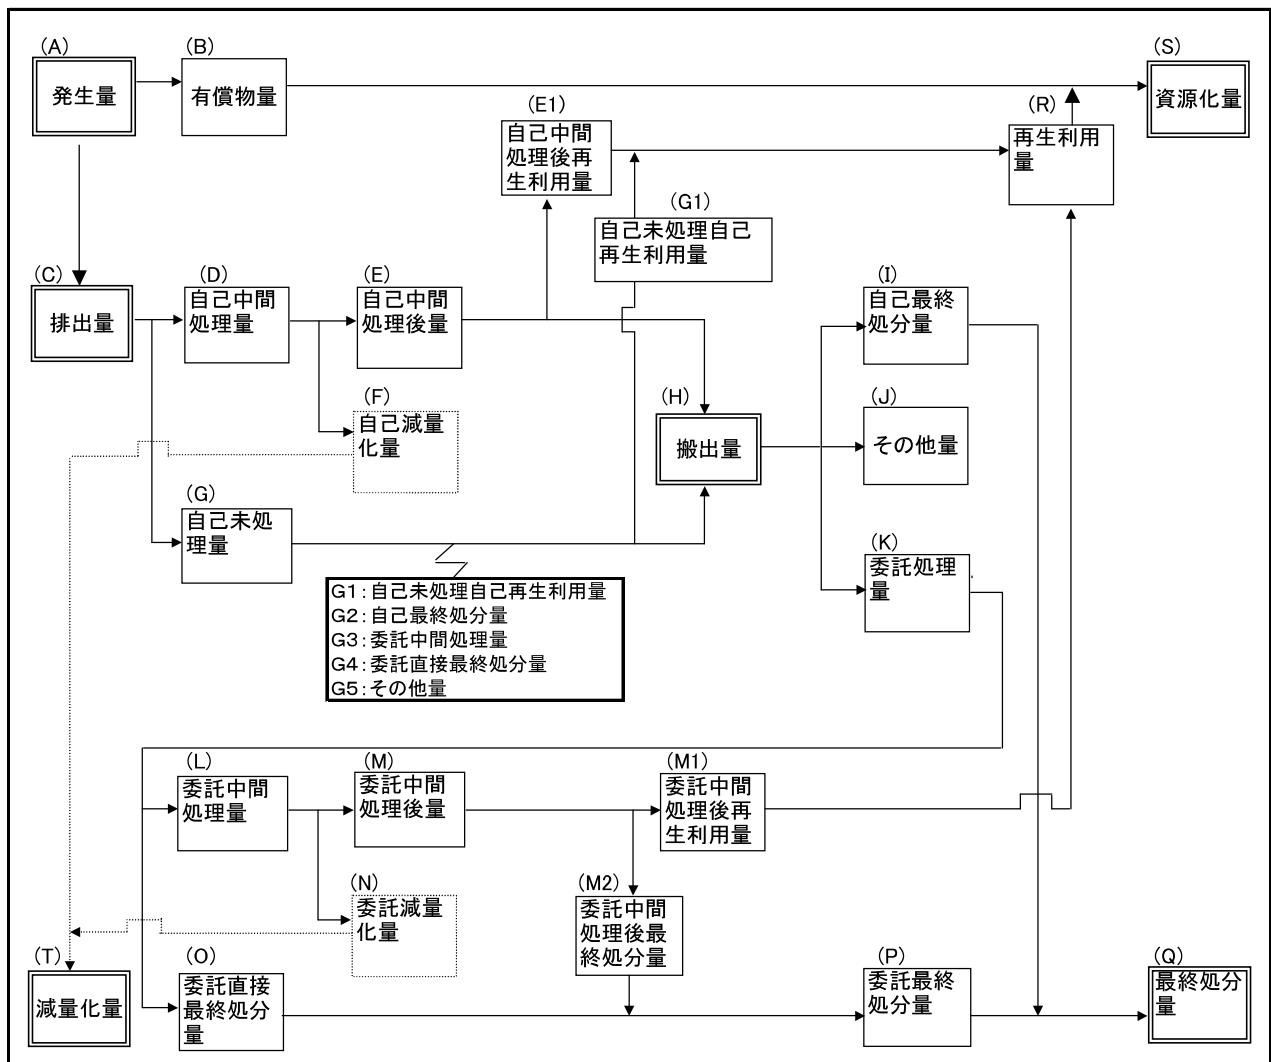 (A)
発生量
(B)
有償物量
(S)
資源化量
(E1)
自己中間
処理後再
生利用量
(R)
再生利用
量
(G1)
自己未処理自己
再生利用量
(C)
排出量
(D)
自己中間
処理量
(E)
自己中間
処理後量
(I)
自己最終
処分量
(F)
自己減量
化量
(H)
搬出量
(J)
その他量
(G)
自己未処
理量
(K)
委託処理
量
G1:自己未処理自己再生利用量
G2:自己最終処分量
G3:委託中間処理量
G4:委託直接最終処分量
G5:その他量
(L)
委託中間
処理量
(M)
委託中間
処理後量
(M1)
委託中間
処理後再
生利用量
(N)
委託減量
化量
(M2)
委託中間
処理後最
終処分量
(T)
減量化量
(O)
委託直接
最終処分
量
(P)
委託最終
処分量
(Q)
最終処分
量